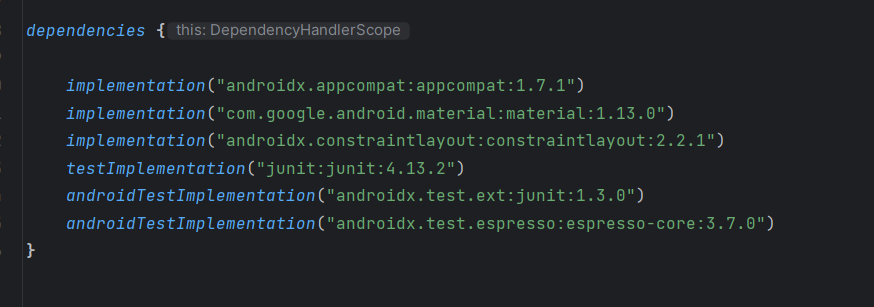 dependencies { this: DependencyHandlerScope
implementation("androidx.appcompat:appcompat:1.7.1")
implementation("com.google.android.material:material:1.13.0")
implementation("androidx.constraintlayout:constraintlayout:2.2.1")
testImplementation("junit:junit:4.13.2")
androidTestImplementation("androidx.test.ext:junit:1.3.0")
androidTestImplementation("androidx.test.espresso:espresso-core:3.7.0")
}